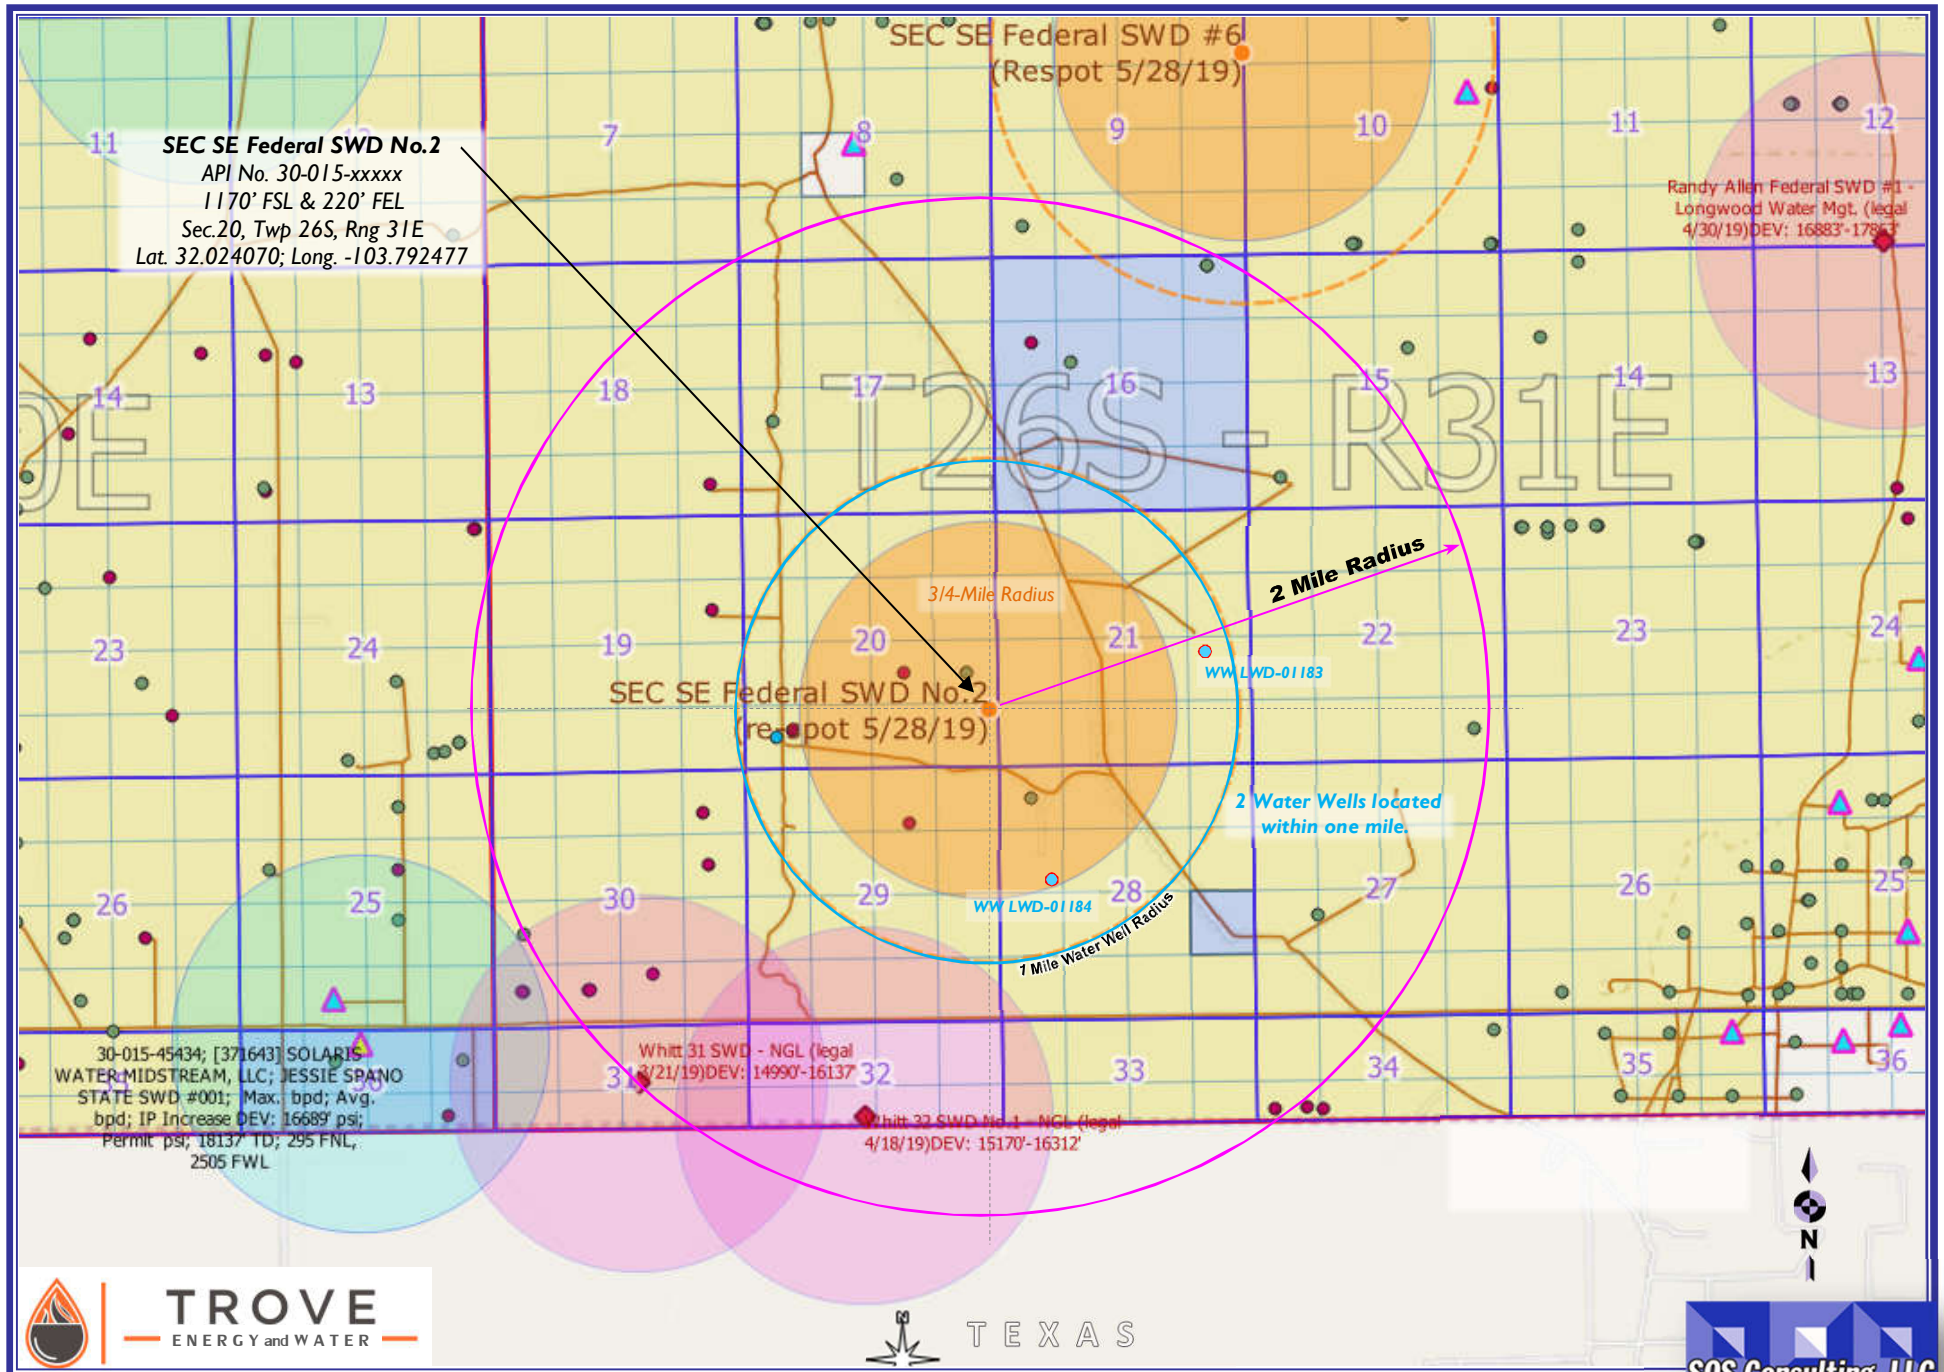 SEC SE Federal SWD #6
(Respot 5/28/19)
SEC SE Federal SWD No.2
API No. 30-015-xxxxx
1170' FSL & 220' FEL
Sec.20, Twp 26S, Rng 31E
Lat. 32.024070; Long. -103.792477
11
7
8
9
10
11
12
Randy Allen Federal SWD #1 -
Longwood Water Mgt. (legal
4/30/19)DEV: 16883'-17863'
14
13
18
17
16
15
14
13
0E
T26S - R31E
2 Mile Radius
3/4-Mile Radius
23
24
19
20
21
22
23
24
WW LWD-01183
SEC SE Federal SWD No.2
(re-spot 5/28/19)
2 Water Wells located
within one mile.
26
25
30
29
28
27
26
25
WW LWD-01184
1 Mile Water Well Radius
30-015-45434; [371643] SOLARIS
WATER MIDSTREAM, LLC; JESSIE SPANO
STATE SWD #001; Max. bpd; Avg.
bpd; IP Increase DEV: 16689' psi;
Permit psi; 18137' TD; 295 FNL,
2505 FWL
36
31
32
33
34
35
36
Whitt 31 SWD - NGL (legal
3/21/19)DEV: 14990'-16137'
Whitt 32 SWD No.1 - NGL (legal
4/18/19)DEV: 15170'-16312'
N
TROVE
ENERGY and WATER
N
TEXAS
SOS Consulting, LLC